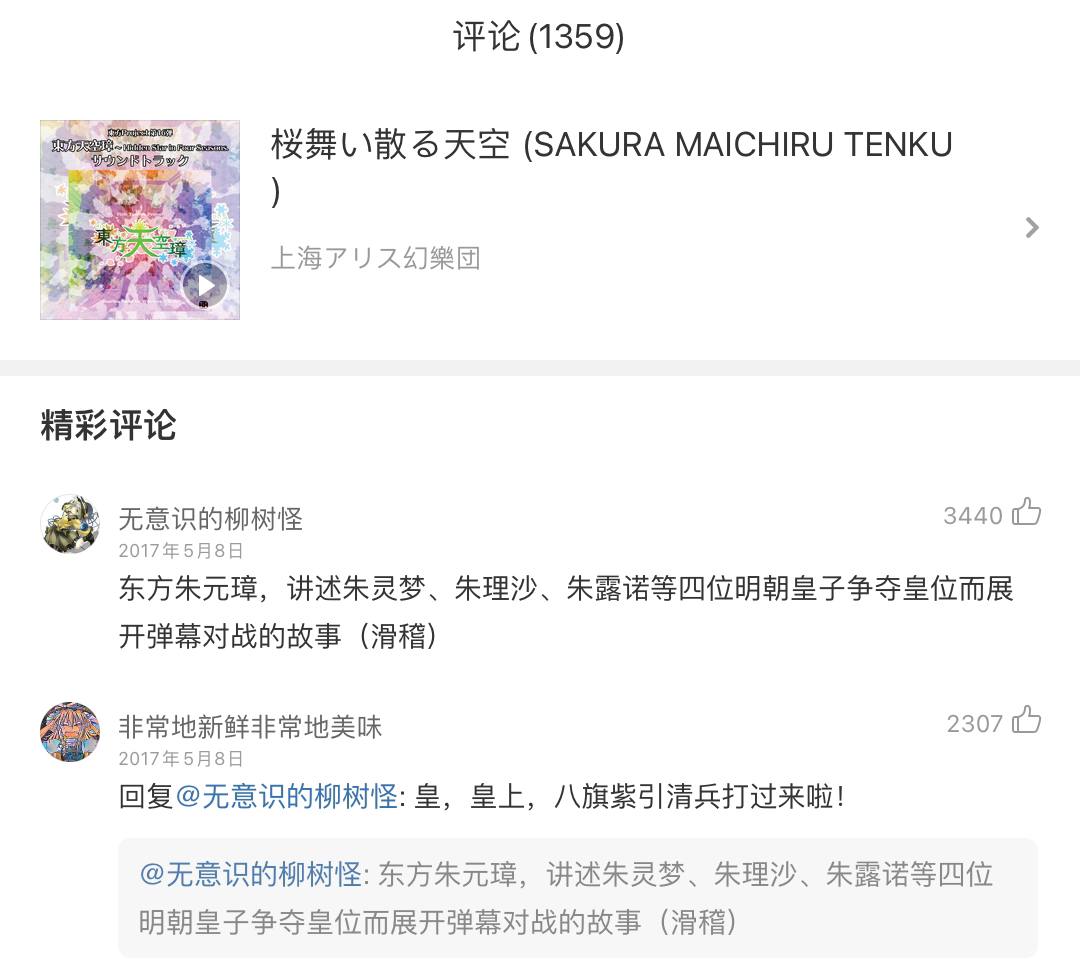 评论(1359)
東方Project第16弾
東方天空璋～Hidden Star in Four Seasons.
サウンドトラック
東方天空璋
桜舞い散る天空 (SAKURA MAICHIRU TENKU
)
上海アリス幻樂団
精彩评论
无意识的柳树怪
3440
2017年5月8日
东方朱元璋，讲述朱灵梦、朱理沙、朱露诺等四位明朝皇子争夺皇位而展
开弹幕对战的故事（滑稽）
非常地新鲜非常地美味
2307
2017年5月8日
回复@无意识的柳树怪: 皇，皇上，八旗紫引清兵打过来啦！
@无意识的柳树怪: 东方朱元璋，讲述朱灵梦、朱理沙、朱露诺等四位
明朝皇子争夺皇位而展开弹幕对战的故事（滑稽）